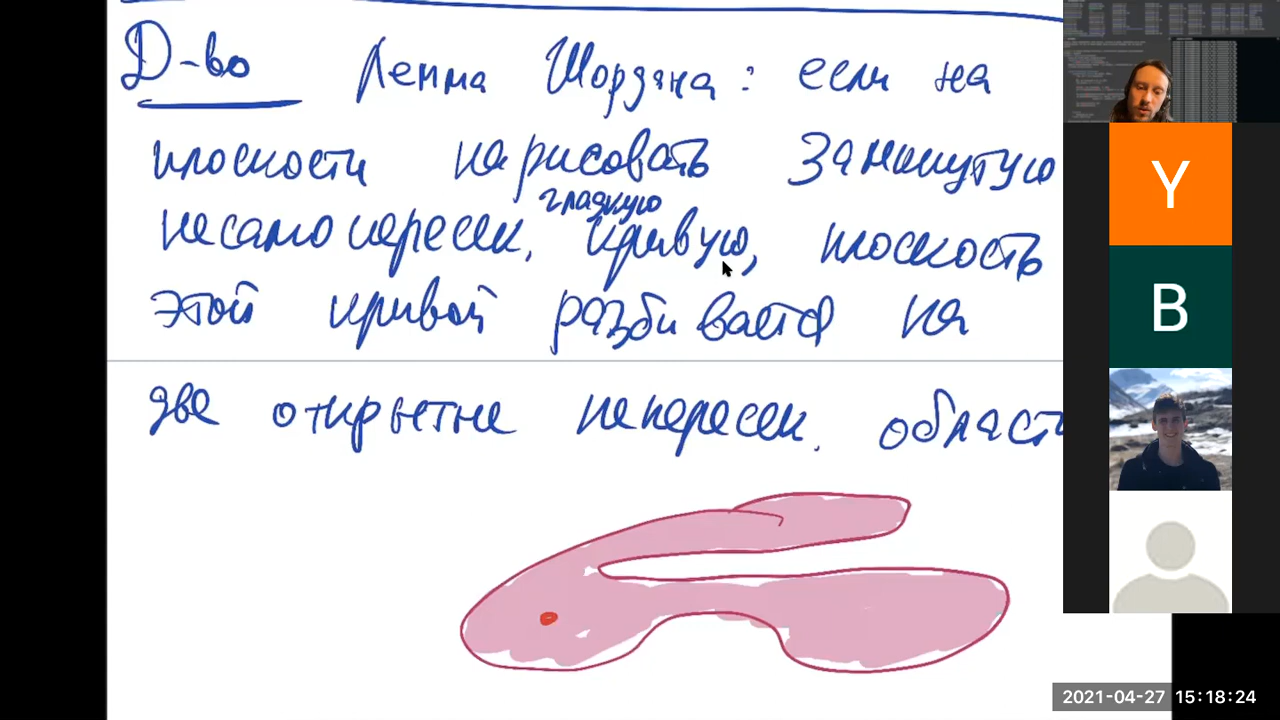 Д-во Лемма Жордана: если на
плоскости нарисовать замкнутую
гладкую
несамопересек. кривую, плоскость
этой кривой разбивается на
две открытые непересек. област
Y
B
2021-04-27 15:18:24